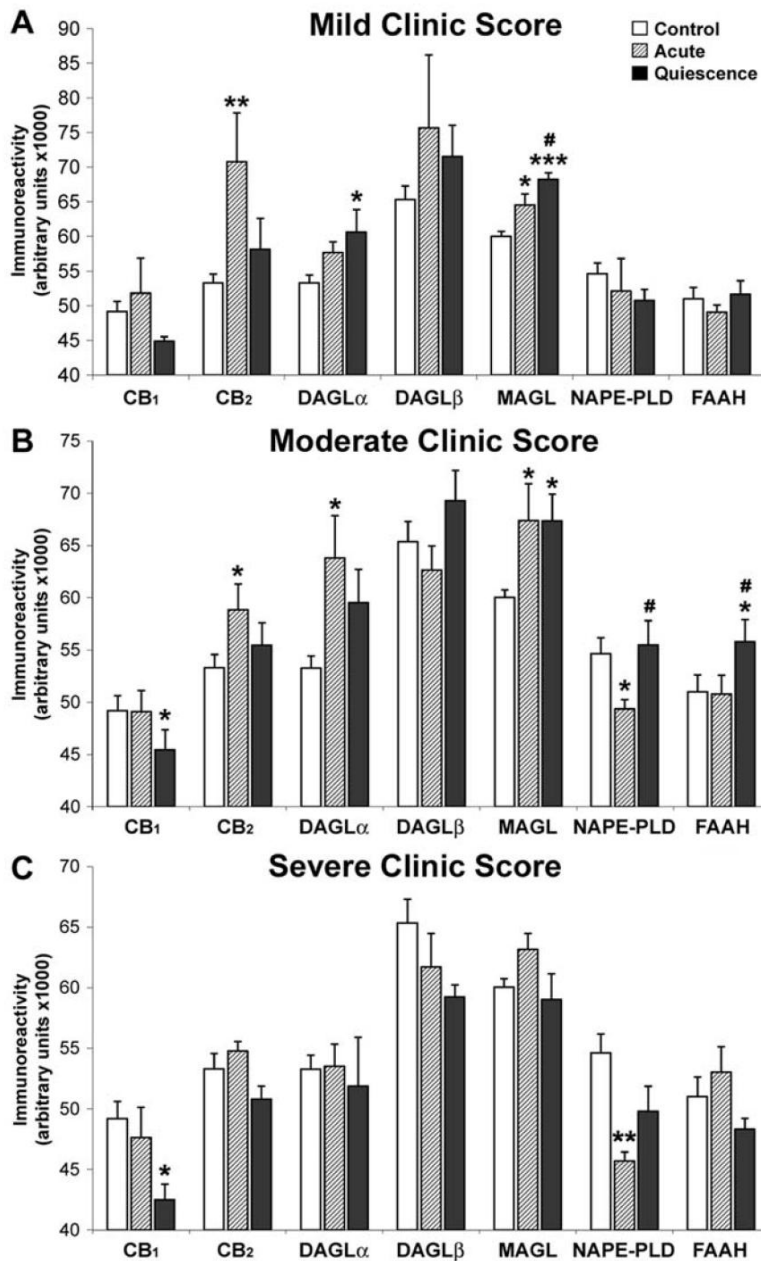 A Mild Clinic Score
Control
Acute
Quiescence
Immunoreactivity
(arbitrary units x1000)
90
85
80
75
70
65
60
55
50
45
40
**
*
*
#
***
CB₁ CB₂ DAGLα DAGLβ MAGL NAPE-PLD FAAH
B Moderate Clinic Score
Immunoreactivity
(arbitrary units x1000)
75
70
65
60
55
50
45
40
*
*
*
*
*
*
#
#
*
CB₁ CB₂ DAGLα DAGLβ MAGL NAPE-PLD FAAH
C Severe Clinic Score
Immunoreactivity
(arbitrary units x1000)
70
65
60
55
50
45
40
*
**
CB₁ CB₂ DAGLα DAGLβ MAGL NAPE-PLD FAAH